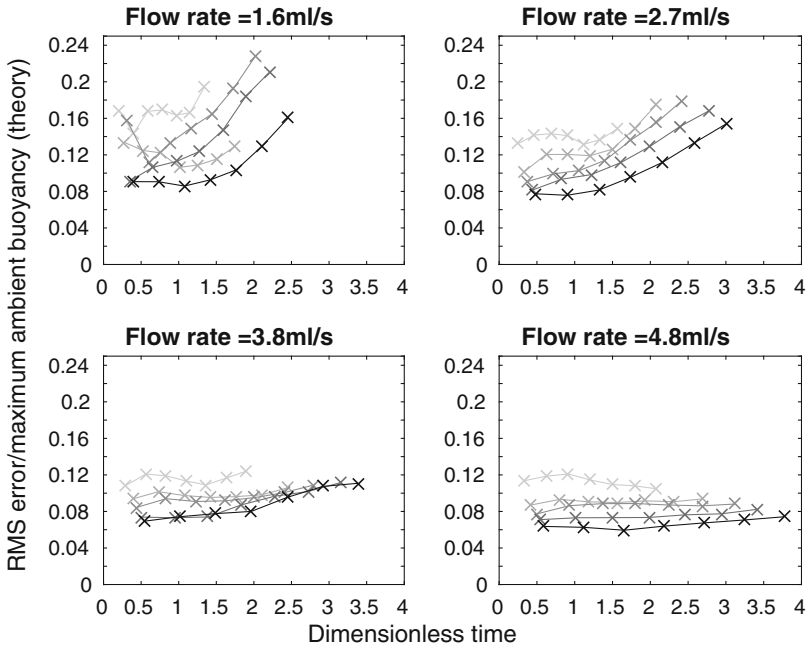 Flow rate =1.6ml/s
Flow rate =2.7ml/s
0.24
0.2
0.16
0.12
0.08
0.04
0
0 0.5 1 1.5 2 2.5 3 3.5 4
0.24
0.2
0.16
0.12
0.08
0.04
0
0 0.5 1 1.5 2 2.5 3 3.5 4
Flow rate =3.8ml/s
Flow rate =4.8ml/s
0.24
0.2
0.16
0.12
0.08
0.04
0
0 0.5 1 1.5 2 2.5 3 3.5 4
0.24
0.2
0.16
0.12
0.08
0.04
0
0 0.5 1 1.5 2 2.5 3 3.5 4
RMS error/maximum ambient buoyancy (theory)
Dimensionless time